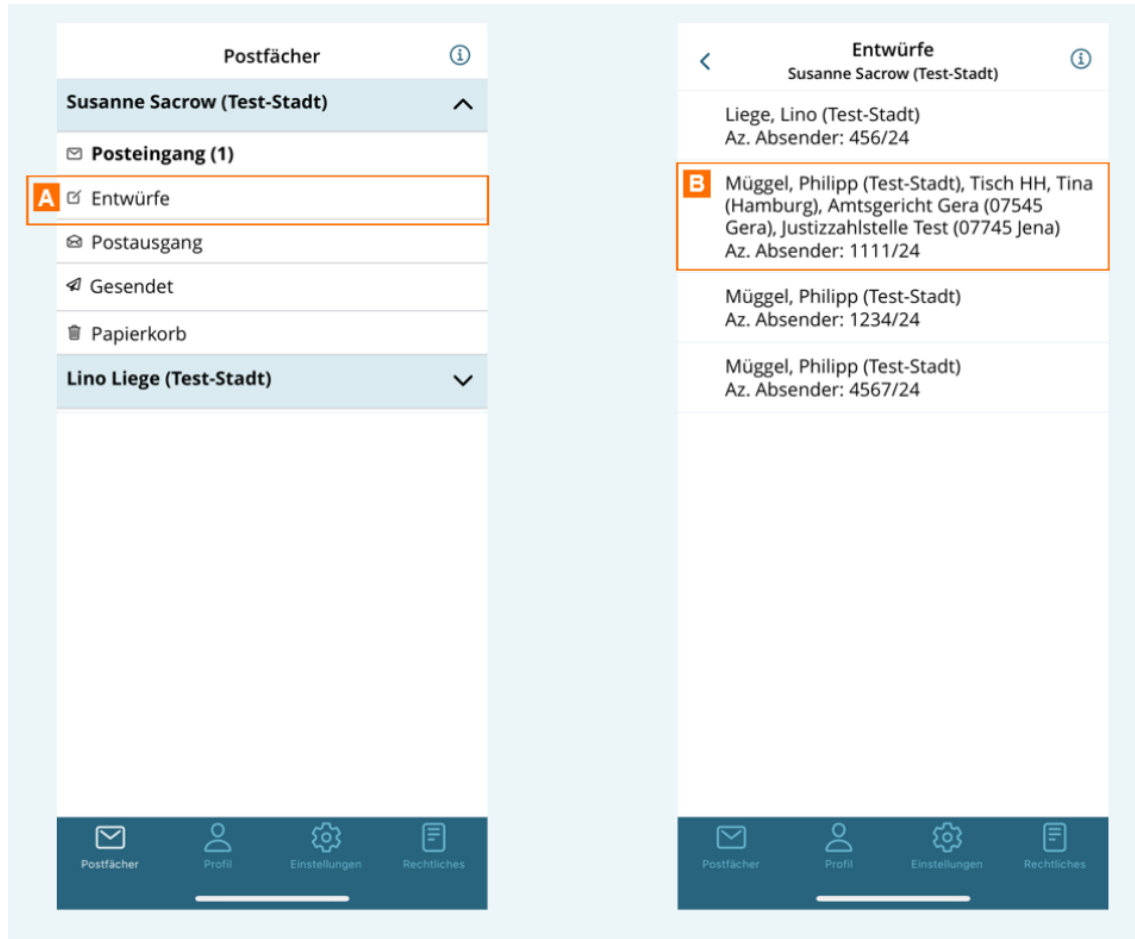 Postfächer
Susanne Sacrow (Test-Stadt)
Posteingang (1)
A
Entwürfe
Postausgang
Gesendet
Papierkorb
Lino Liege (Test-Stadt)
Postfächer
Profil
Einstellungen
Rechtliches
Entwürfe
Susanne Sacrow (Test-Stadt)
Liege, Lino (Test-Stadt)
Az. Absender: 456/24
B
Müggel, Philipp (Test-Stadt), Tisch HH, Tina
(Hamburg), Amtsgericht Gera (07545
Gera), Justizzahlstelle Test (07745 Jena)
Az. Absender: 1111/24
Müggel, Philipp (Test-Stadt)
Az. Absender: 1234/24
Müggel, Philipp (Test-Stadt)
Az. Absender: 4567/24
Postfächer
Profil
Einstellungen
Rechtliches